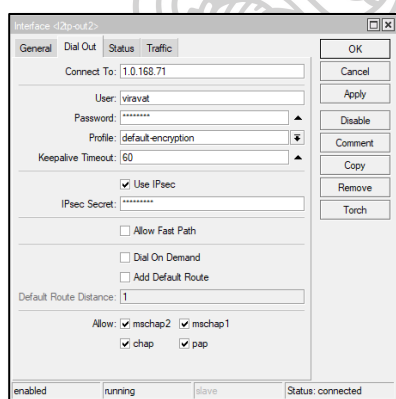 Interface <l2tp-out2>
General Dial Out Status Traffic
OK
Connect To: 1.0.168.71
Cancel
User: viravat
Apply
Password: ********
Disable
Profile: default-encryption
Comment
Keepalive Timeout: 60
Copy
Use IPsec
Remove
IPsec Secret: *********
Torch
Allow Fast Path
Dial On Demand
Add Default Route
Default Route Distance: 1
Allow: mschap2 mschap1
chap pap
enabled running slave Status: connected